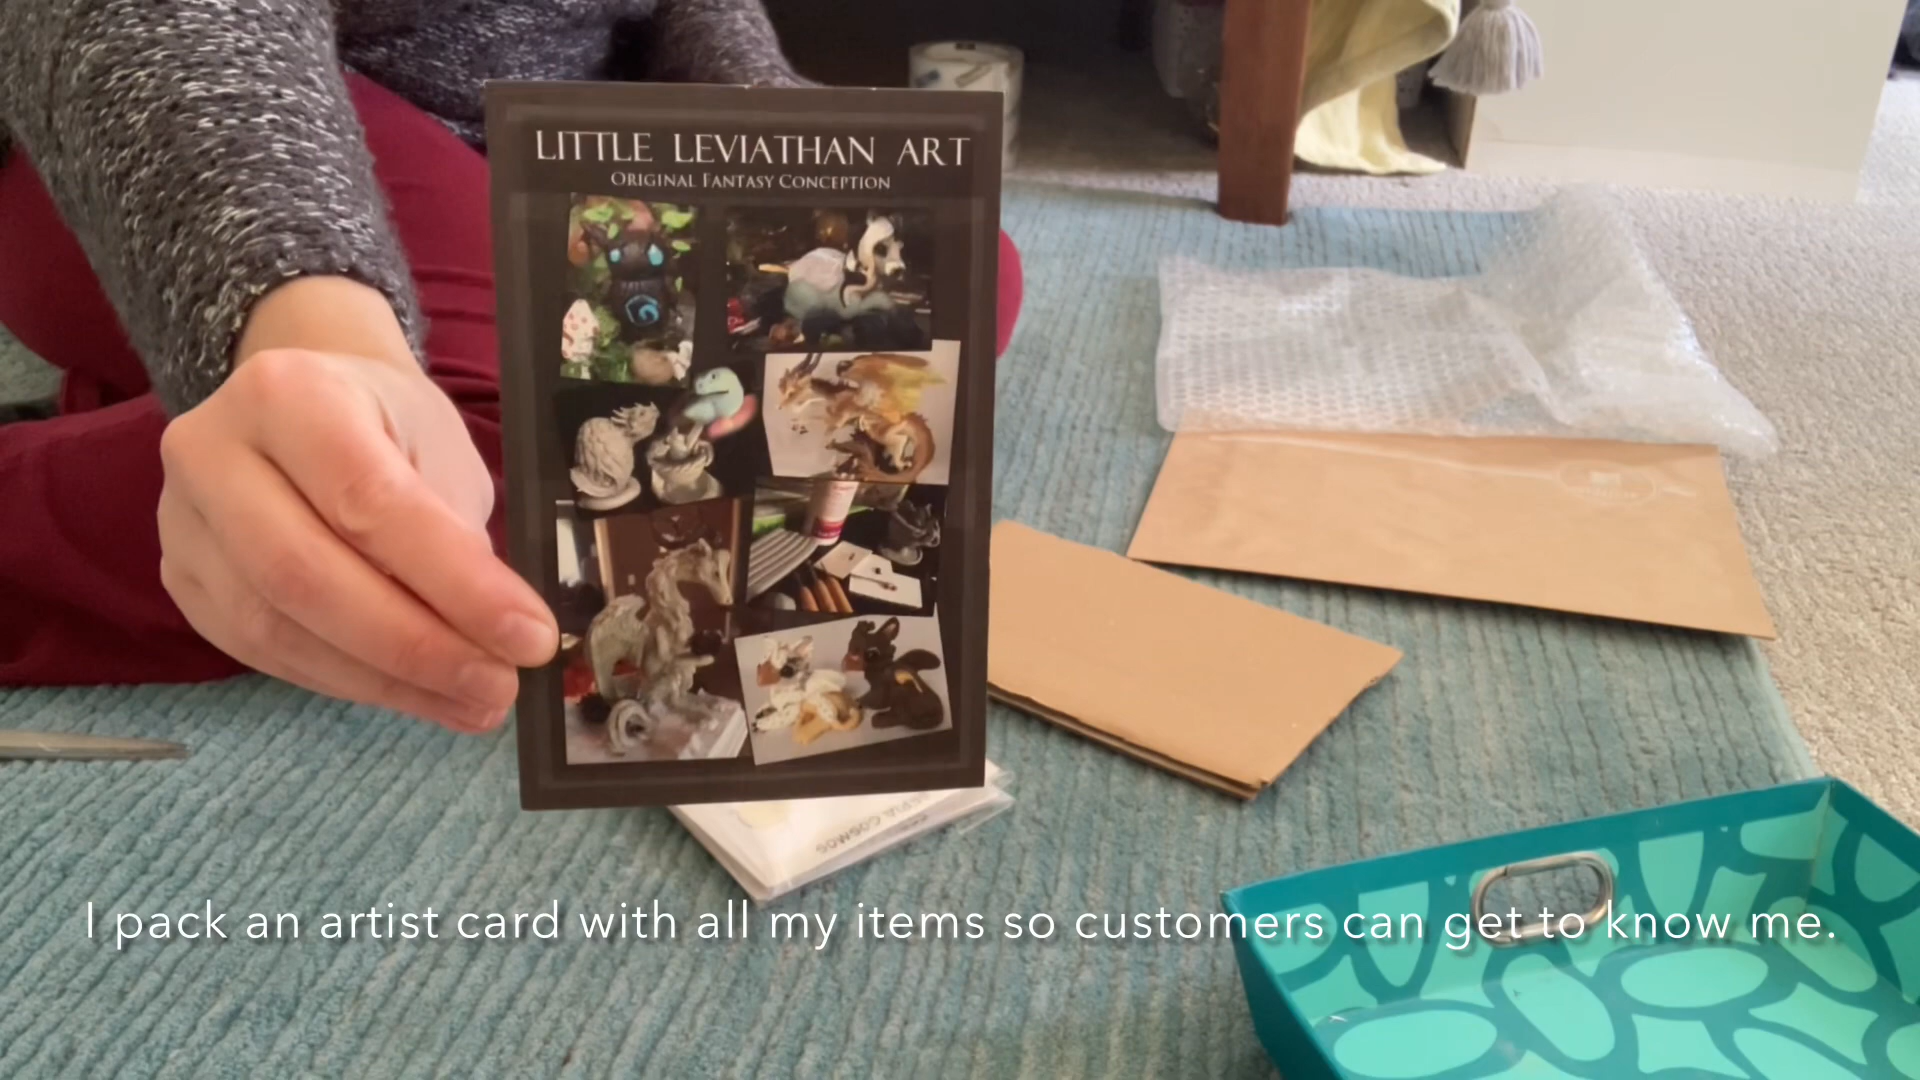 LITTLE LEVIATHAN ART
ORIGINAL FANTASY CONCEPTION
COSMOS
I pack an artist card with all my items so customers can get to know me.